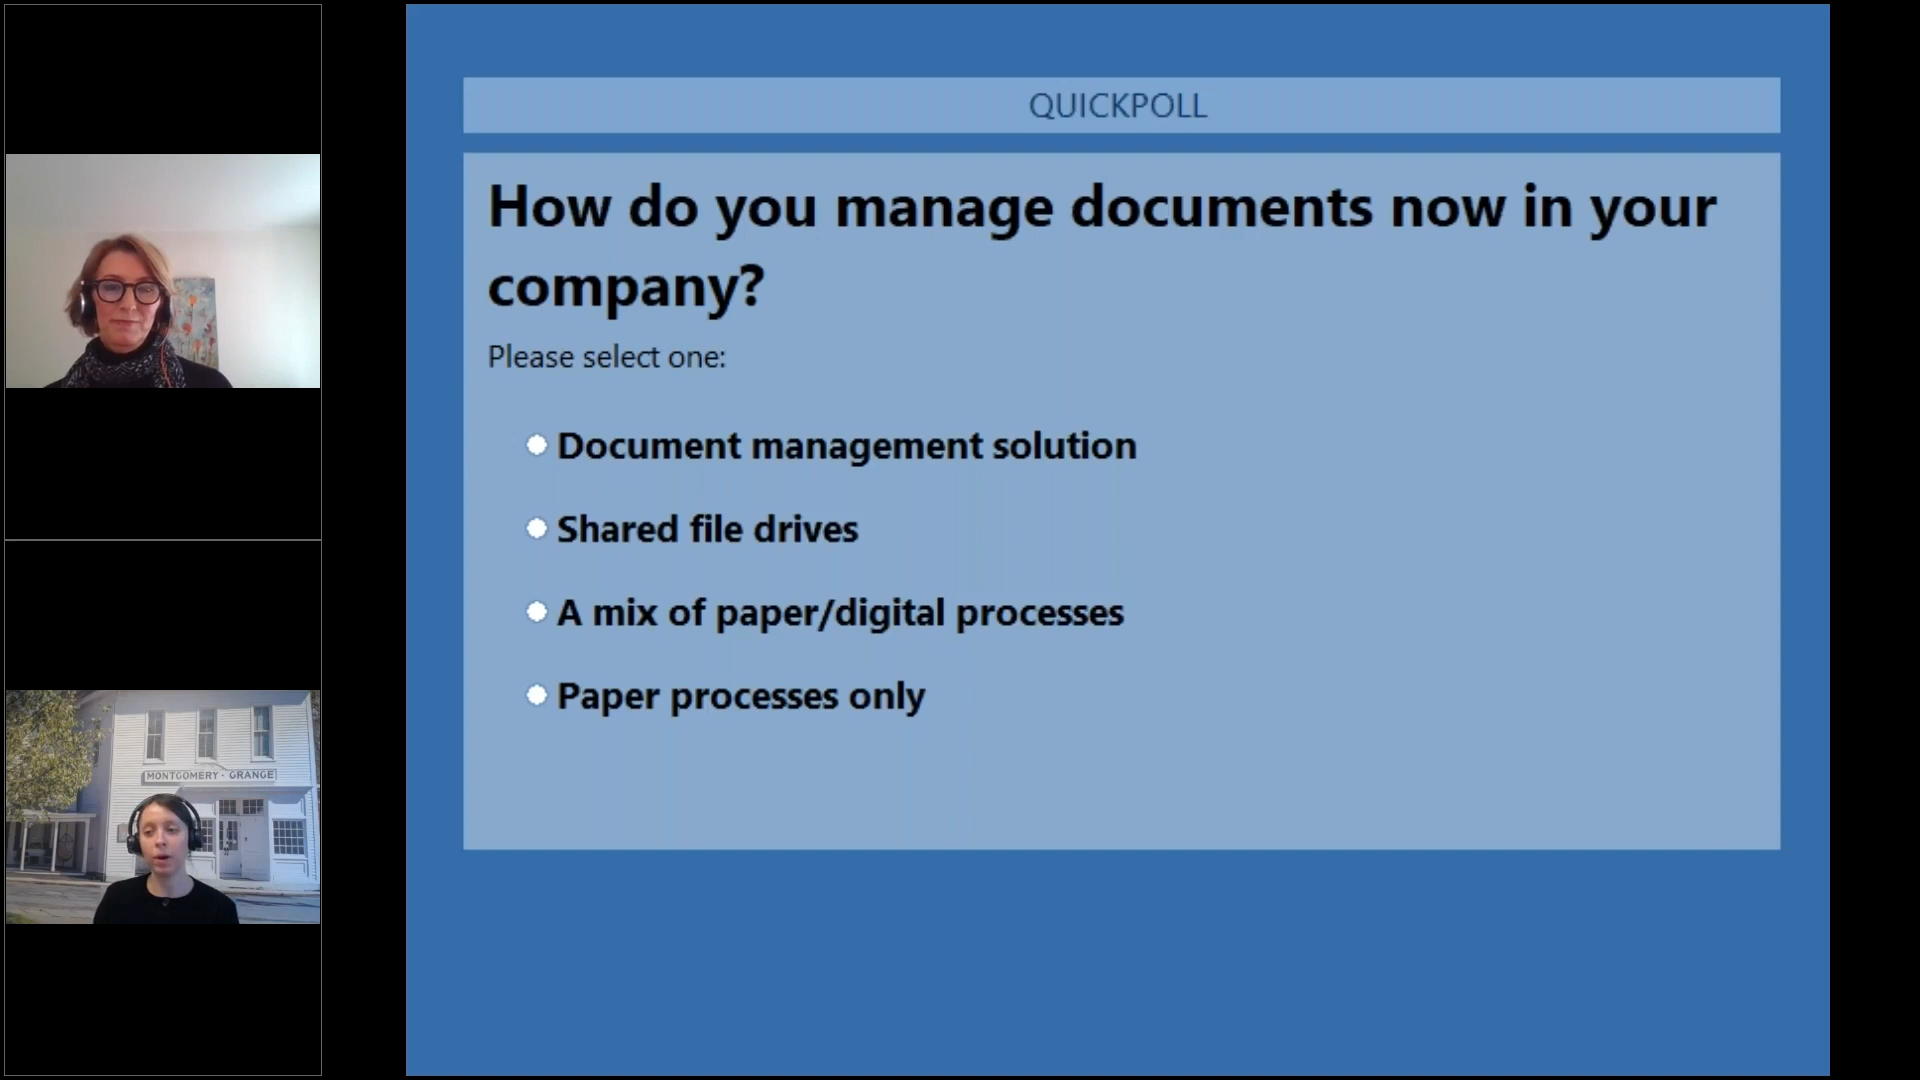 QUICKPOLL
How do you manage documents now in your
company?
Please select one:
Document management solution
Shared file drives
A mix of paper/digital processes
Paper processes only
MONTGOMERY · GRANGE